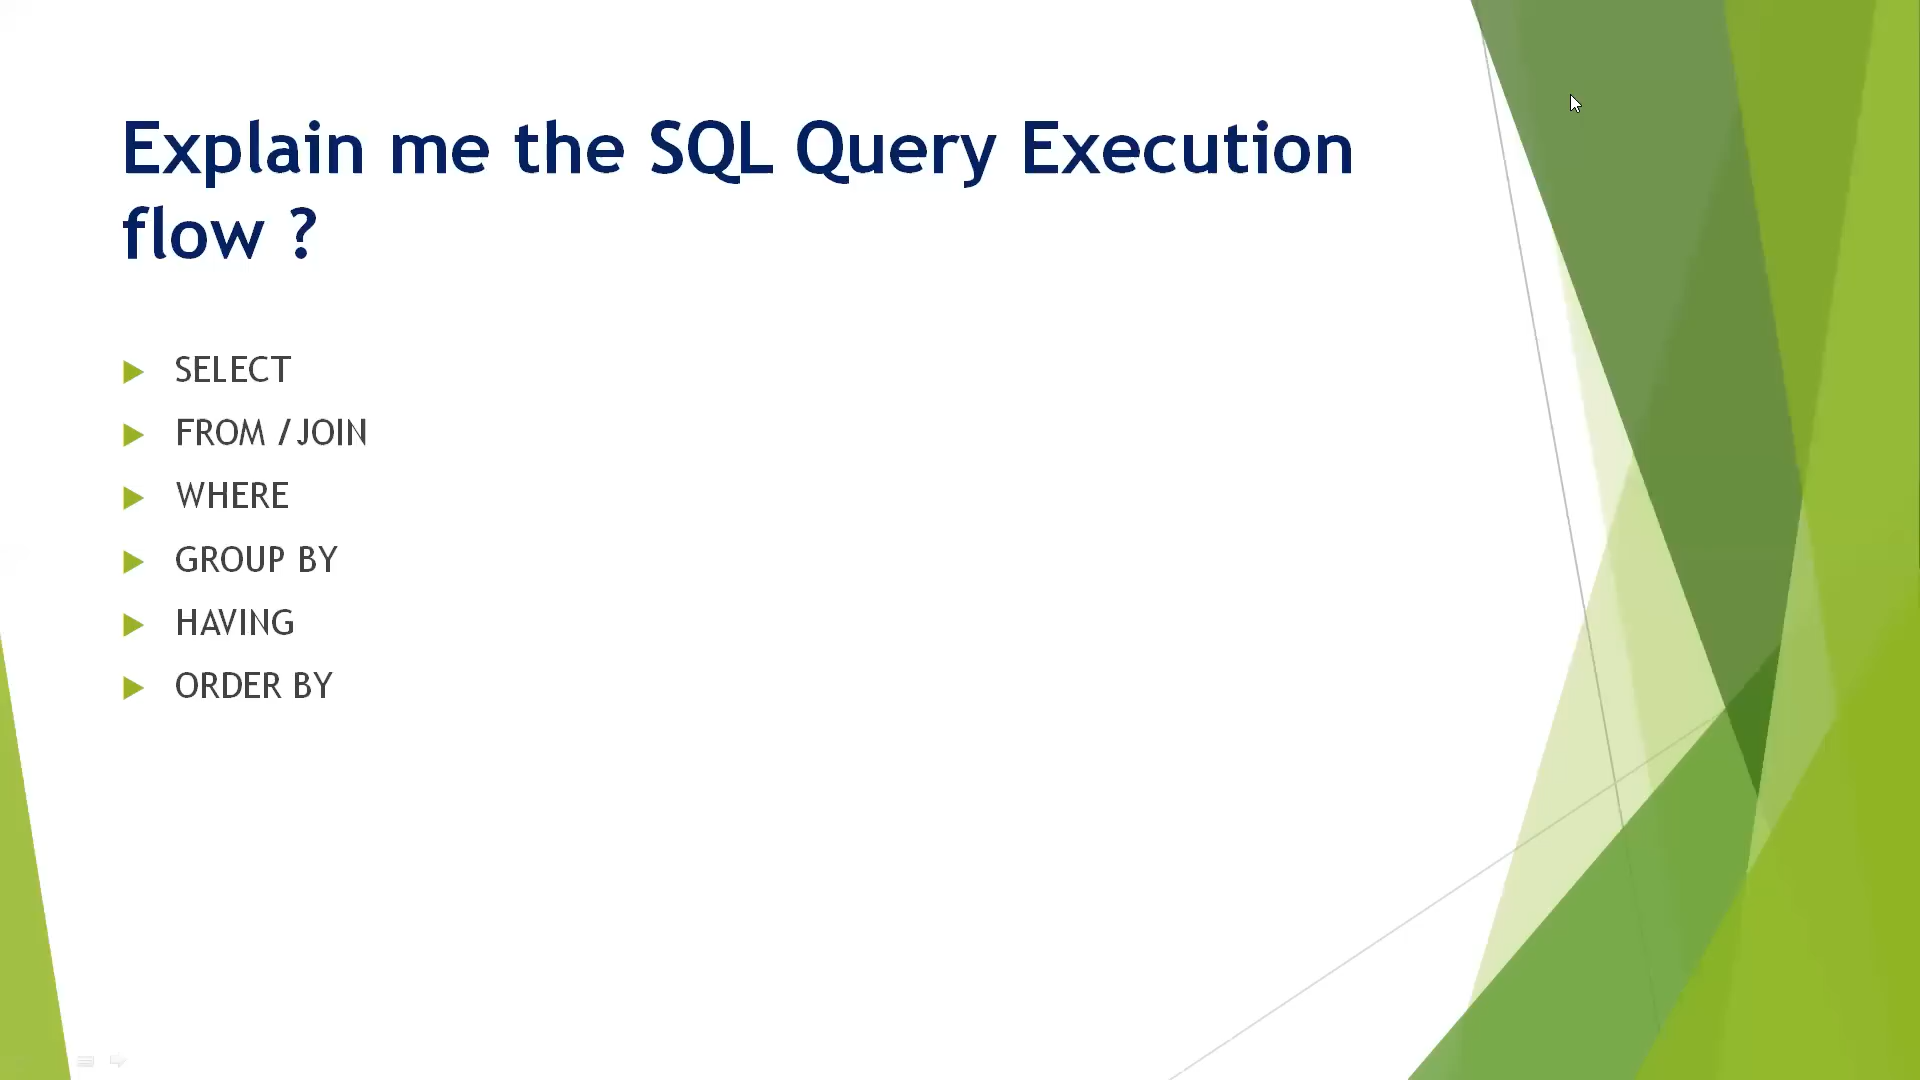 Explain me the SQL Query Execution
flow ?
SELECT
FROM /JOIN
WHERE
GROUP BY
HAVING
ORDER BY